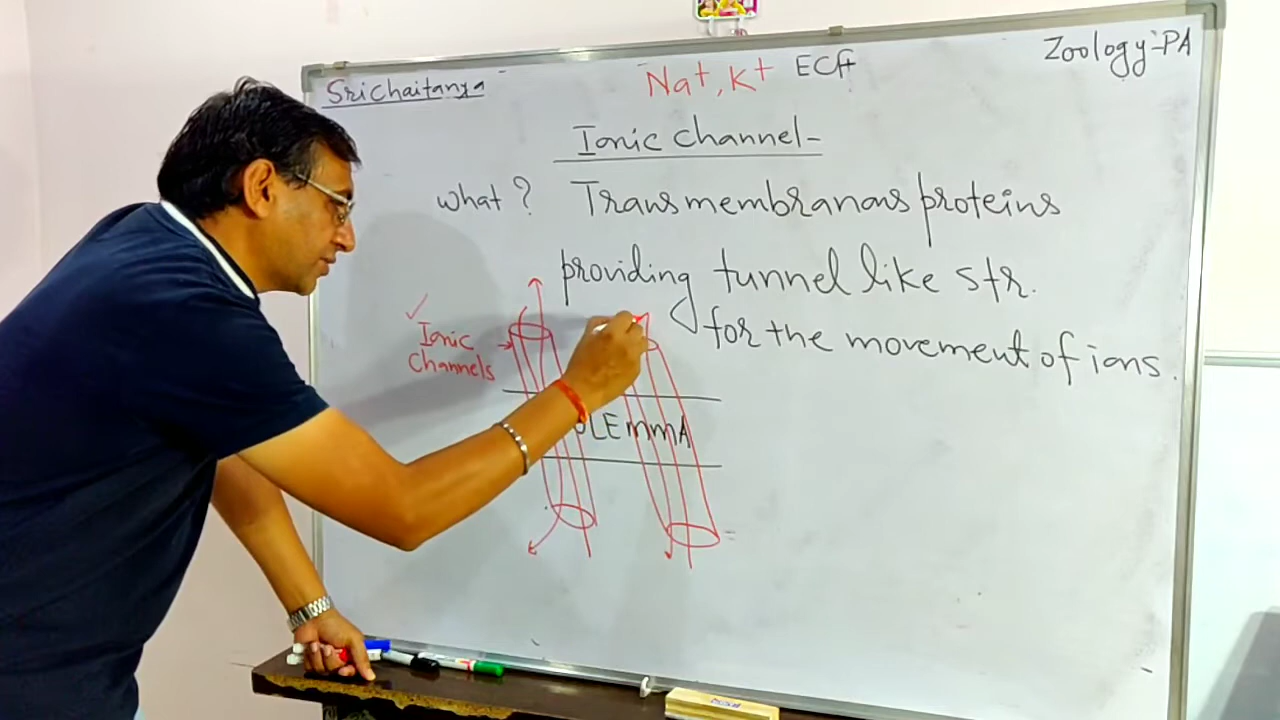 Srichaitanya
Na+, K+ ECF
Zoology-PA
Ionic channel-
what? Transmembranous proteins
providing tunnel like str.
for the movement of ions.
Ionic
Channels
OLEmmA